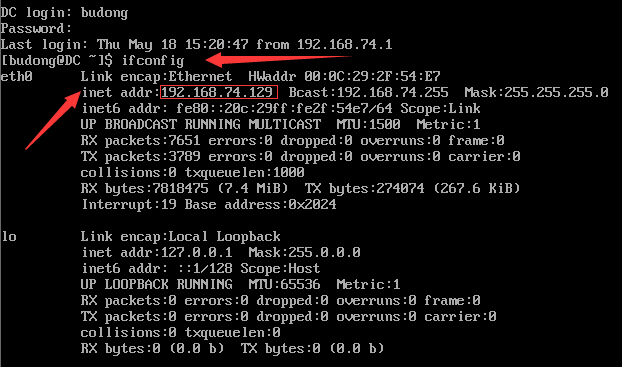 DC login: budong
Password:
Last login: Thu May 18 15:20:47 from 192.168.74.1
[budong@DC ~]$ ifconfig
eth0      Link encap:Ethernet  HWaddr 00:0C:29:2F:54:E7
          inet addr:192.168.74.129  Bcast:192.168.74.255  Mask:255.255.255.0
          inet6 addr: fe80::20c:29ff:fe2f:54e7/64 Scope:Link
          UP BROADCAST RUNNING MULTICAST  MTU:1500  Metric:1
          RX packets:7651 errors:0 dropped:0 overruns:0 frame:0
          TX packets:3789 errors:0 dropped:0 overruns:0 carrier:0
          collisions:0 txqueuelen:1000
          RX bytes:7818475 (7.4 MiB)  TX bytes:274074 (267.6 KiB)
          Interrupt:19 Base address:0x2024
lo        Link encap:Local Loopback
          inet addr:127.0.0.1  Mask:255.0.0.0
          inet6 addr: ::1/128 Scope:Host
          UP LOOPBACK RUNNING  MTU:65536  Metric:1
          RX packets:0 errors:0 dropped:0 overruns:0 frame:0
          TX packets:0 errors:0 dropped:0 overruns:0 carrier:0
          collisions:0 txqueuelen:0
          RX bytes:0 (0.0 b)  TX bytes:0 (0.0 b)